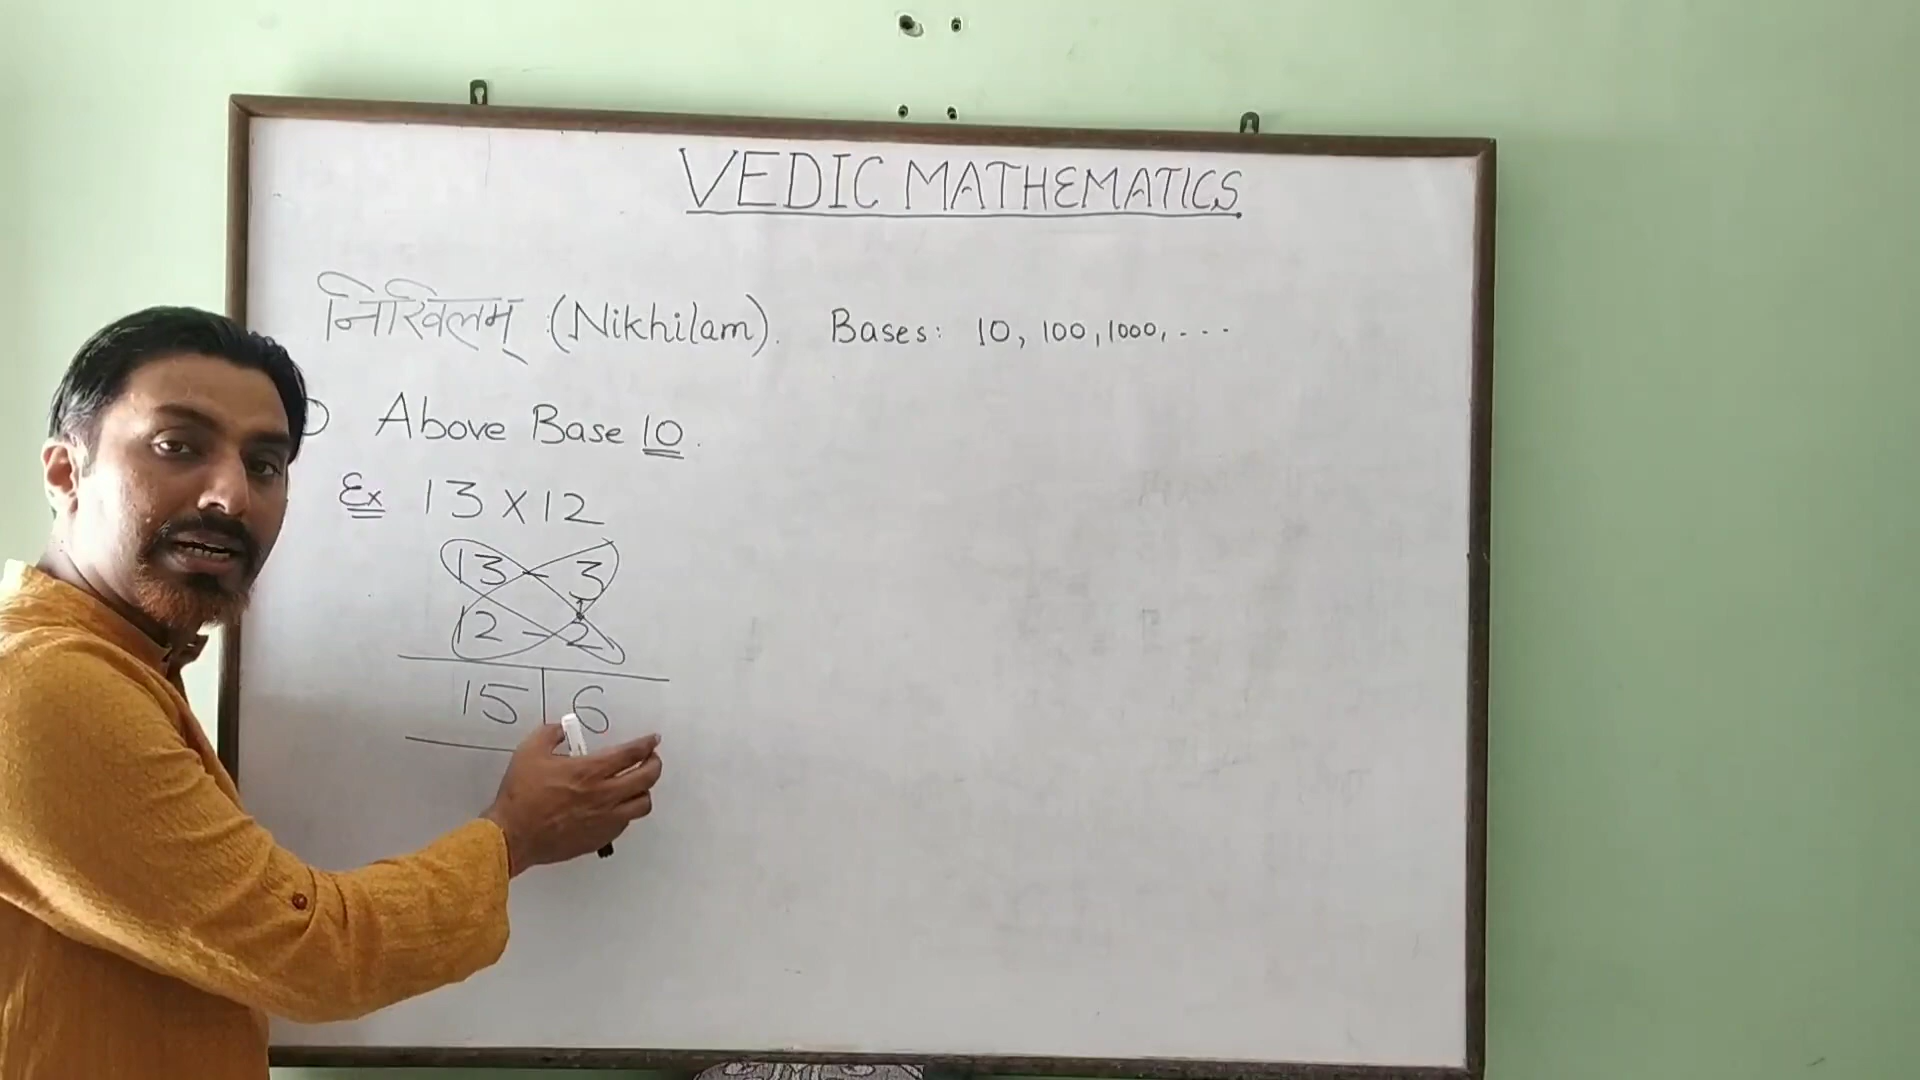 VEDIC MATHEMATICS
निखिलम् (Nikhilam). Bases: 10, 100, 1000, ...
Above Base 10.
Ex 13 x 12
13 - 3
12 - 2
15 | 6